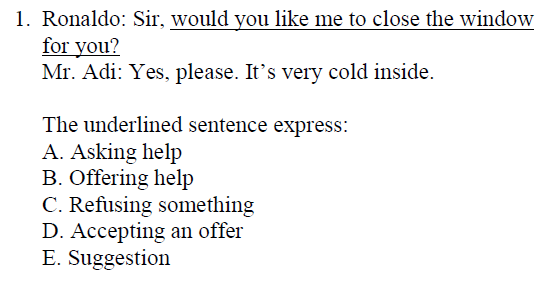 1. Ronaldo: Sir, would you like me to close the window
for you?
Mr. Adi: Yes, please. It’s very cold inside.
The underlined sentence express:
A. Asking help
B. Offering help
C. Refusing something
D. Accepting an offer
E. Suggestion